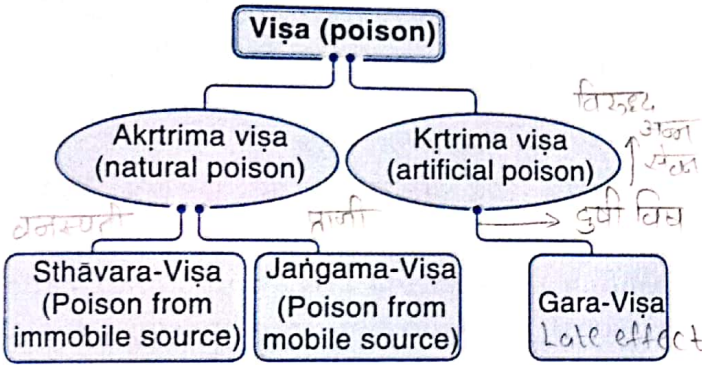 Viṣa (poison)
विरुद्ध
अन्न
सेवन
Akṛtrima viṣa
(natural poison)
Kṛtrima viṣa
(artificial poison)
दुषी विष
वनस्पती
प्राणी
Sthāvara-Viṣa
(Poison from
immobile source)
Jaṅgama-Viṣa
(Poison from
mobile source)
Gara-Viṣa
Late effect